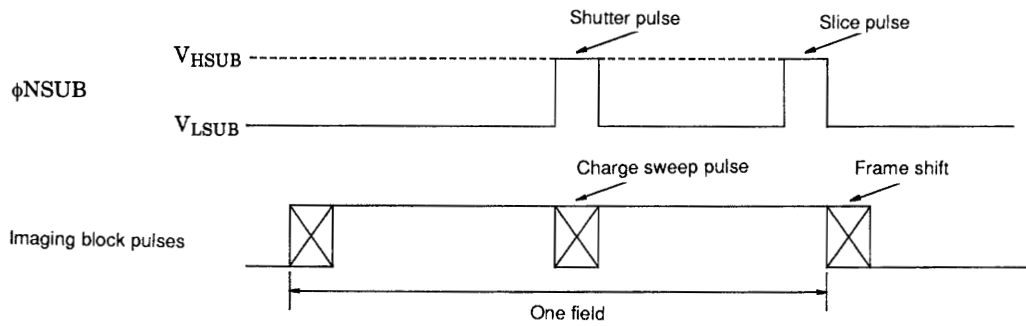 Shutter pulse
Slice pulse
VHSUB
ϕNSUB
VLSUB
Charge sweep pulse
Frame shift
Imaging block pulses
One field